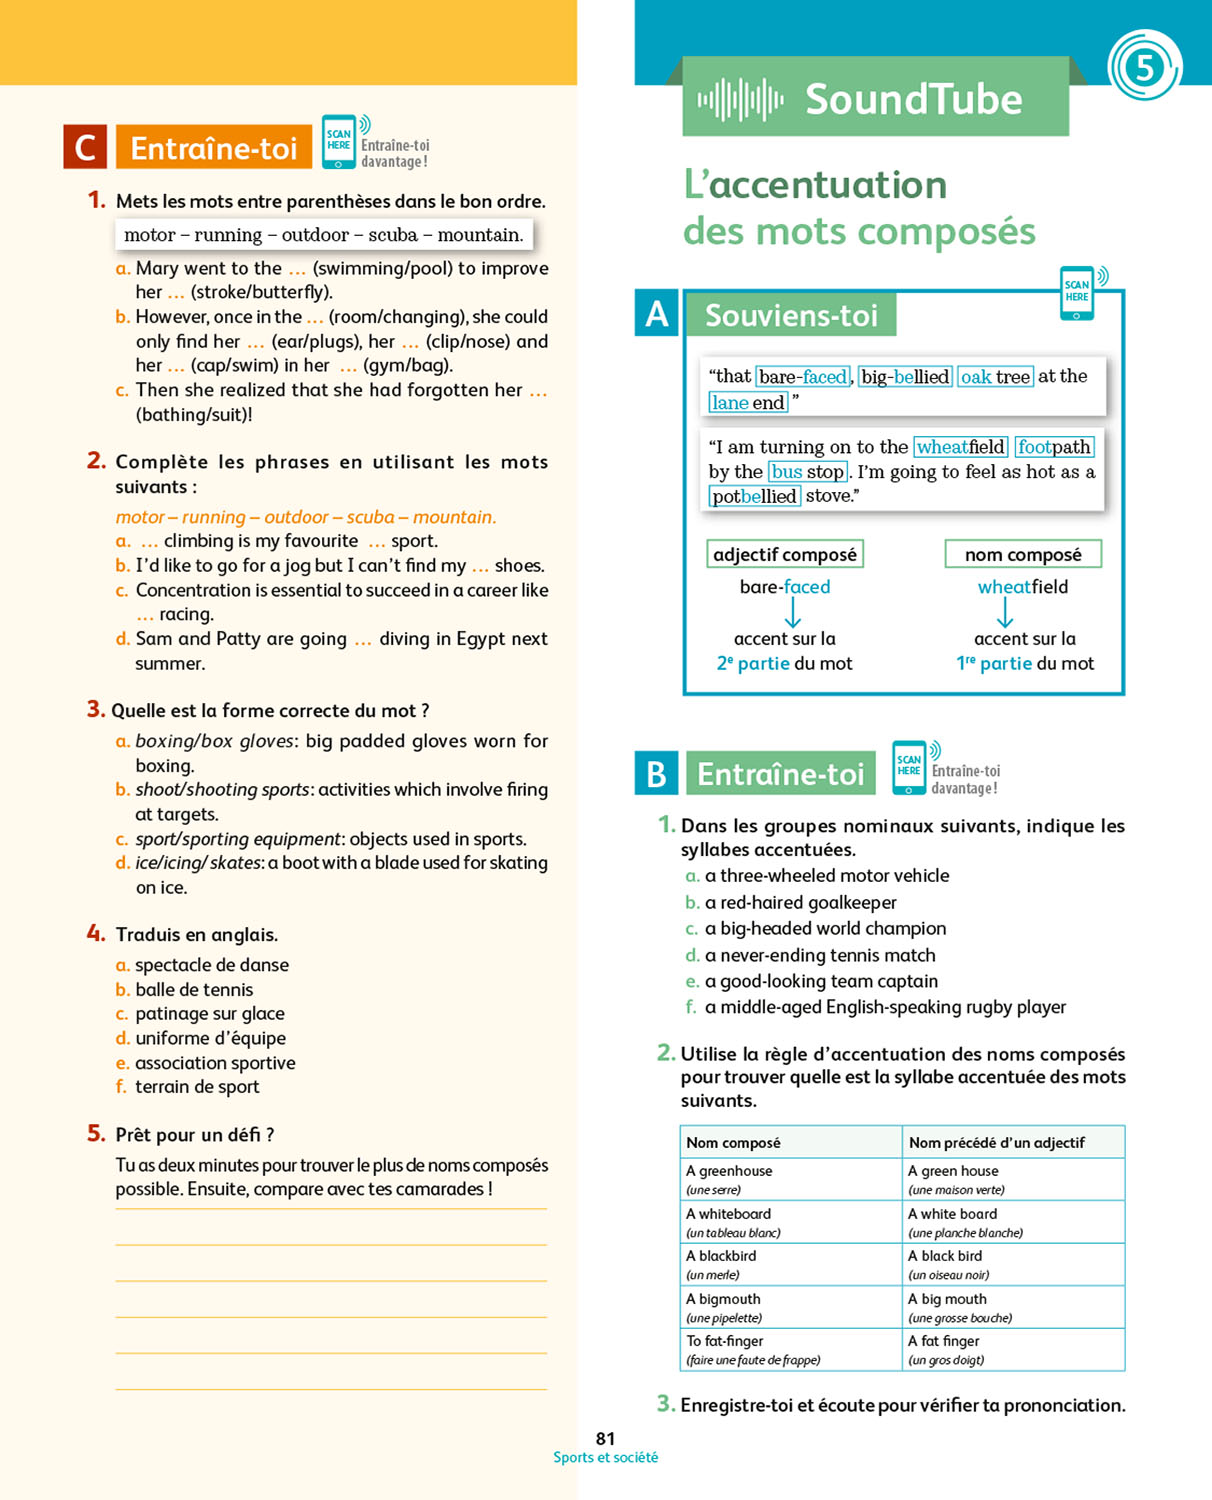 C Entraîne-toi
SCAN HERE
Entraîne-toi
davantage !
1. Mets les mots entre parenthèses dans le bon ordre.
motor – running – outdoor – scuba – mountain.
a. Mary went to the … (swimming/pool) to improve
her … (stroke/butterfly).
b. However, once in the … (room/changing), she could
only find her … (ear/plugs), her … (clip/nose) and
her … (cap/swim) in her … (gym/bag).
c. Then she realized that she had forgotten her …
(bathing/suit)!
2. Complète les phrases en utilisant les mots
suivants :
motor – running – outdoor – scuba – mountain.
a. … climbing is my favourite … sport.
b. I’d like to go for a jog but I can’t find my … shoes.
c. Concentration is essential to succeed in a career like
… racing.
d. Sam and Patty are going … diving in Egypt next
summer.
3. Quelle est la forme correcte du mot ?
a. boxing/box gloves: big padded gloves worn for
boxing.
b. shoot/shooting sports: activities which involve firing
at targets.
c. sport/sporting equipment: objects used in sports.
d. ice/icing/ skates: a boot with a blade used for skating
on ice.
4. Traduis en anglais.
a. spectacle de danse
b. balle de tennis
c. patinage sur glace
d. uniforme d’équipe
e. association sportive
f. terrain de sport
5. Prêt pour un défi ?
Tu as deux minutes pour trouver le plus de noms composés
possible. Ensuite, compare avec tes camarades !
5
SoundTube
L’accentuation
des mots composés
SCAN HERE
A Souviens-toi
“that bare-faced, big-bellied oak tree at the
lane end ”
“I am turning on to the wheatfield footpath
by the bus stop. I’m going to feel as hot as a
potbellied stove.”
adjectif composé nom composé
bare-faced wheatfield
accent sur la accent sur la
2e partie du mot 1re partie du mot
B Entraîne-toi
SCAN HERE
Entraîne-toi
davantage !
1. Dans les groupes nominaux suivants, indique les
syllabes accentuées.
a. a three-wheeled motor vehicle
b. a red-haired goalkeeper
c. a big-headed world champion
d. a never-ending tennis match
e. a good-looking team captain
f. a middle-aged English-speaking rugby player
2. Utilise la règle d’accentuation des noms composés
pour trouver quelle est la syllabe accentuée des mots
suivants.
Nom composé Nom précédé d’un adjectif
A greenhouse A green house
(une serre) (une maison verte)
A whiteboard A white board
(un tableau blanc) (une planche blanche)
A blackbird A black bird
(un merle) (un oiseau noir)
A bigmouth A big mouth
(une pipelette) (une grosse bouche)
To fat-finger A fat finger
(faire une faute de frappe) (un gros doigt)
3. Enregistre-toi et écoute pour vérifier ta prononciation.
81
Sports et société